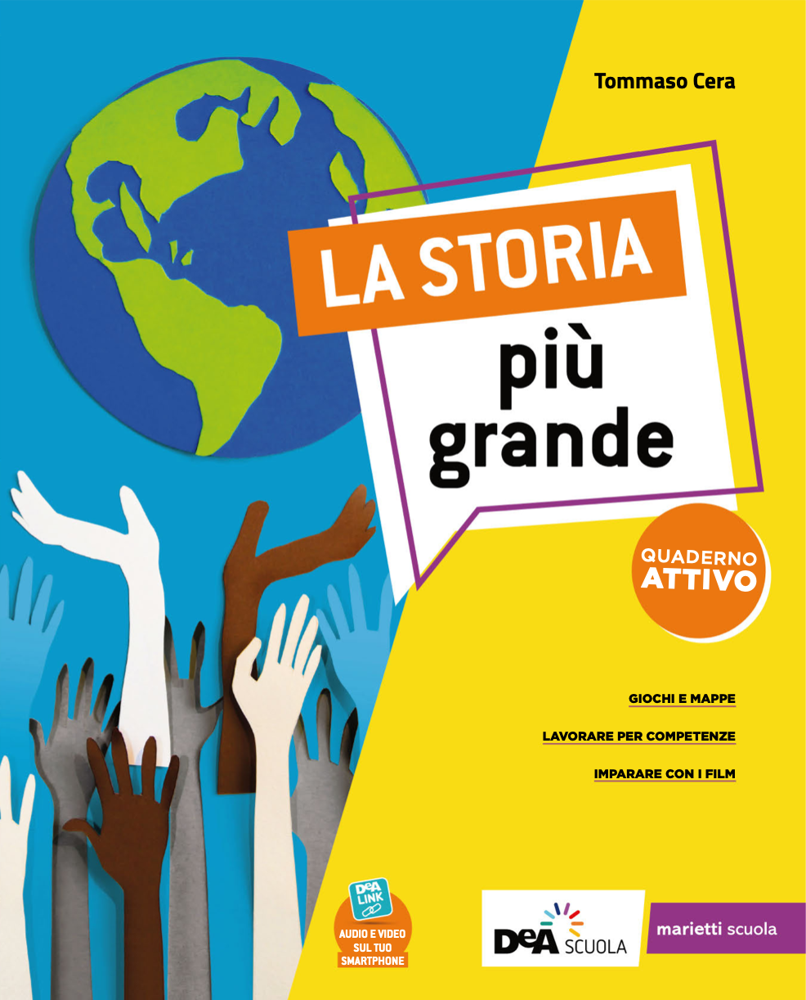 Tommaso Cera
LA STORIA
più
grande
QUADERNO
ATTIVO
GIOCHI E MAPPE
LAVORARE PER COMPETENZE
IMPARARE CON I FILM
DeA
LINK
AUDIO E VIDEO
SUL TUO
SMARTPHONE
DeA SCUOLA
marietti scuola